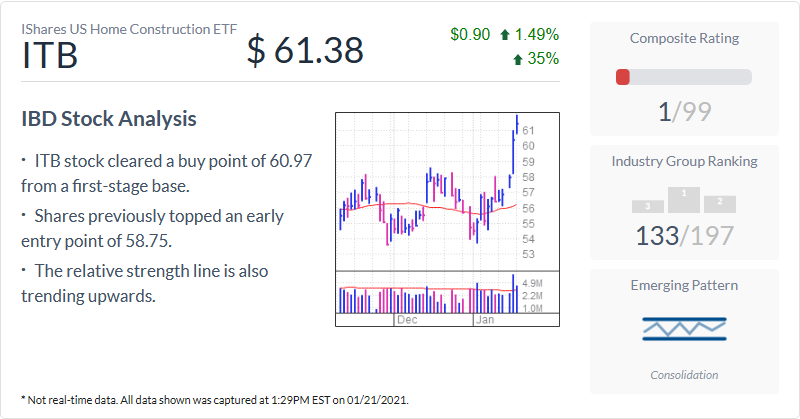 IShares US Home Construction ETF
ITB
$ 61.38
$0.90 1.49%
35%
IBD Stock Analysis
• ITB stock cleared a buy point of 60.97
from a first-stage base.
• Shares previously topped an early
entry point of 58.75.
• The relative strength line is also
trending upwards.
61
60
59
58
57
56
55
54
53
4.9M
2.2M
1.0M
Dec
Jan
Composite Rating
1/99
Industry Group Ranking
3 1 2
133/197
Emerging Pattern
Consolidation
* Not real-time data. All data shown was captured at 1:29PM EST on 01/21/2021.